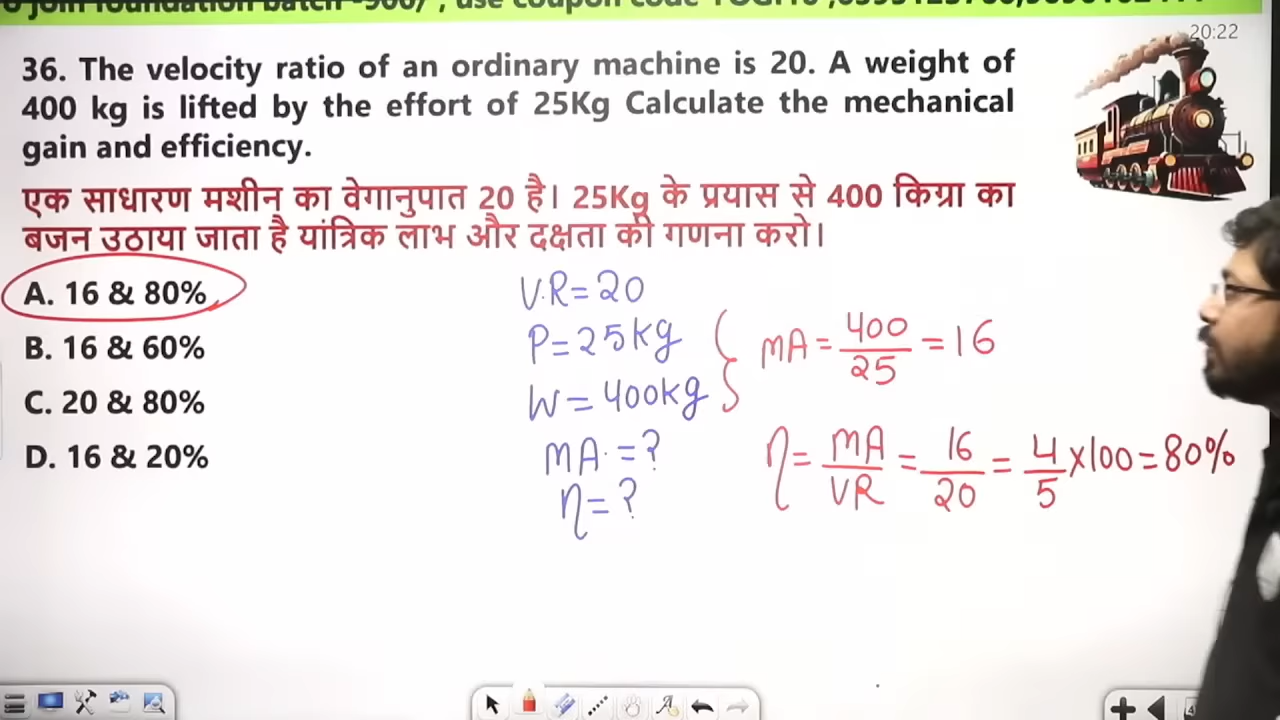 20:22
36. The velocity ratio of an ordinary machine is 20. A weight of
400 kg is lifted by the effort of 25Kg Calculate the mechanical
gain and efficiency.
एक साधारण मशीन का वेगानुपात 20 है। 25Kg के प्रयास से 400 किग्रा का
बजन उठाया जाता है यांत्रिक लाभ और दक्षता की गणना करो।
A. 16 & 80%
B. 16 & 60%
C. 20 & 80%
D. 16 & 20%
V.R=20
P=25kg
W=400kg
MA.=?
η=?
MA=400/25=16
η=MA/VR=16/20=4/5×100=80%